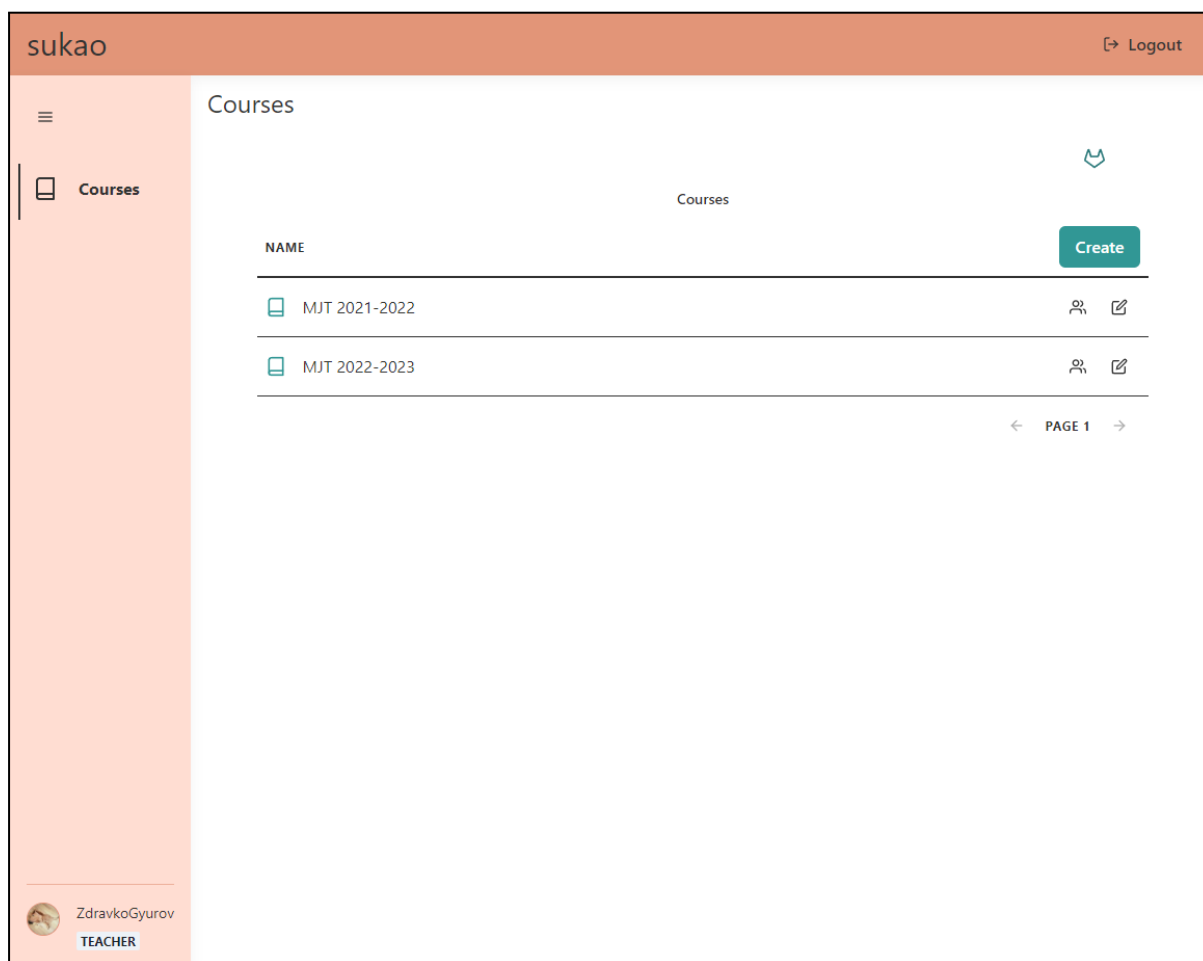 sukao
Logout
Courses
Courses
Courses
NAME
Create
MJT 2021-2022
MJT 2022-2023
PAGE 1
ZdravkoGyurov
TEACHER